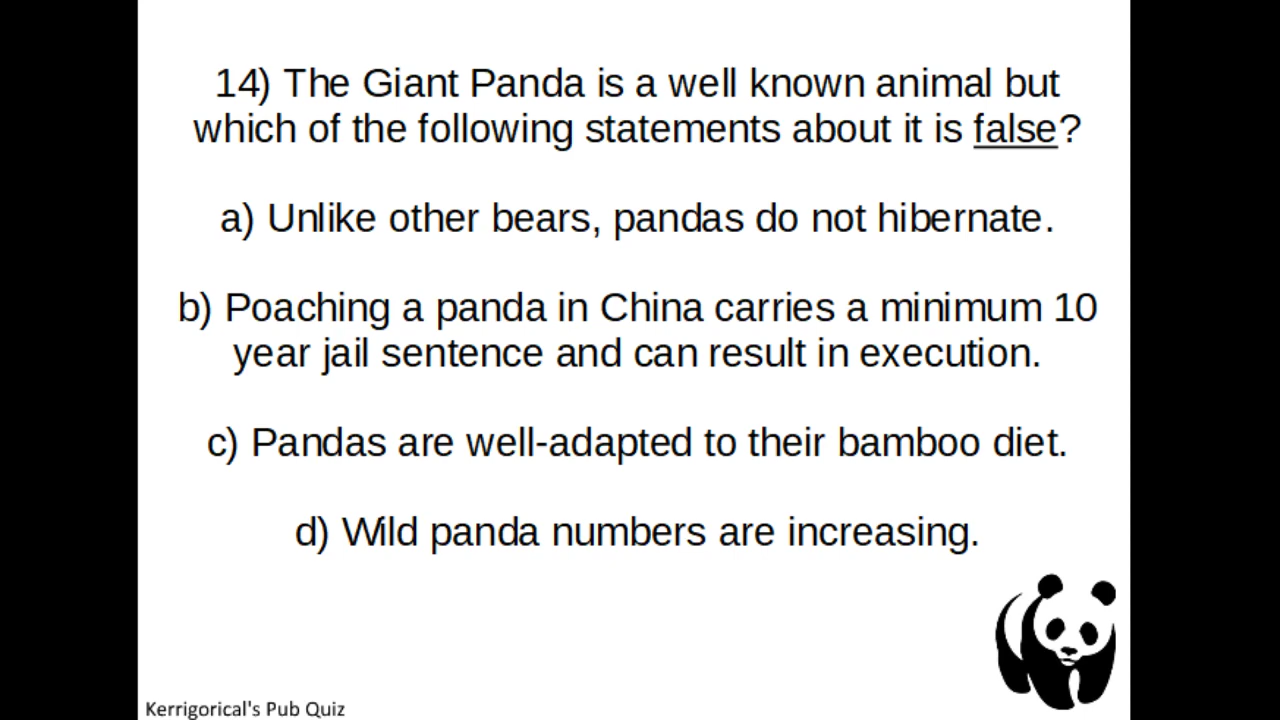 14) The Giant Panda is a well known animal but
which of the following statements about it is false?
a) Unlike other bears, pandas do not hibernate.
b) Poaching a panda in China carries a minimum 10
year jail sentence and can result in execution.
c) Pandas are well-adapted to their bamboo diet.
d) Wild panda numbers are increasing.
Kerrigorical's Pub Quiz